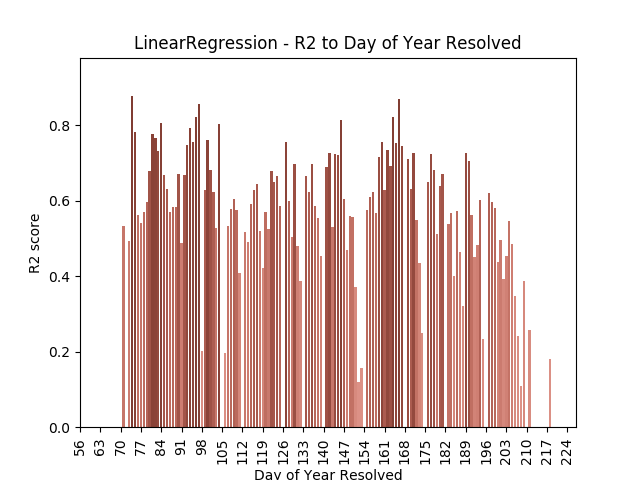 LinearRegression - R2 to Day of Year Resolved
R2 score
0.8
0.6
0.4
0.2
0.0
56 63 70 77 84 91 98 105 112 119 126 133 140 147 154 161 168 175 182 189 196 203 210 217 224
Day of Year Resolved